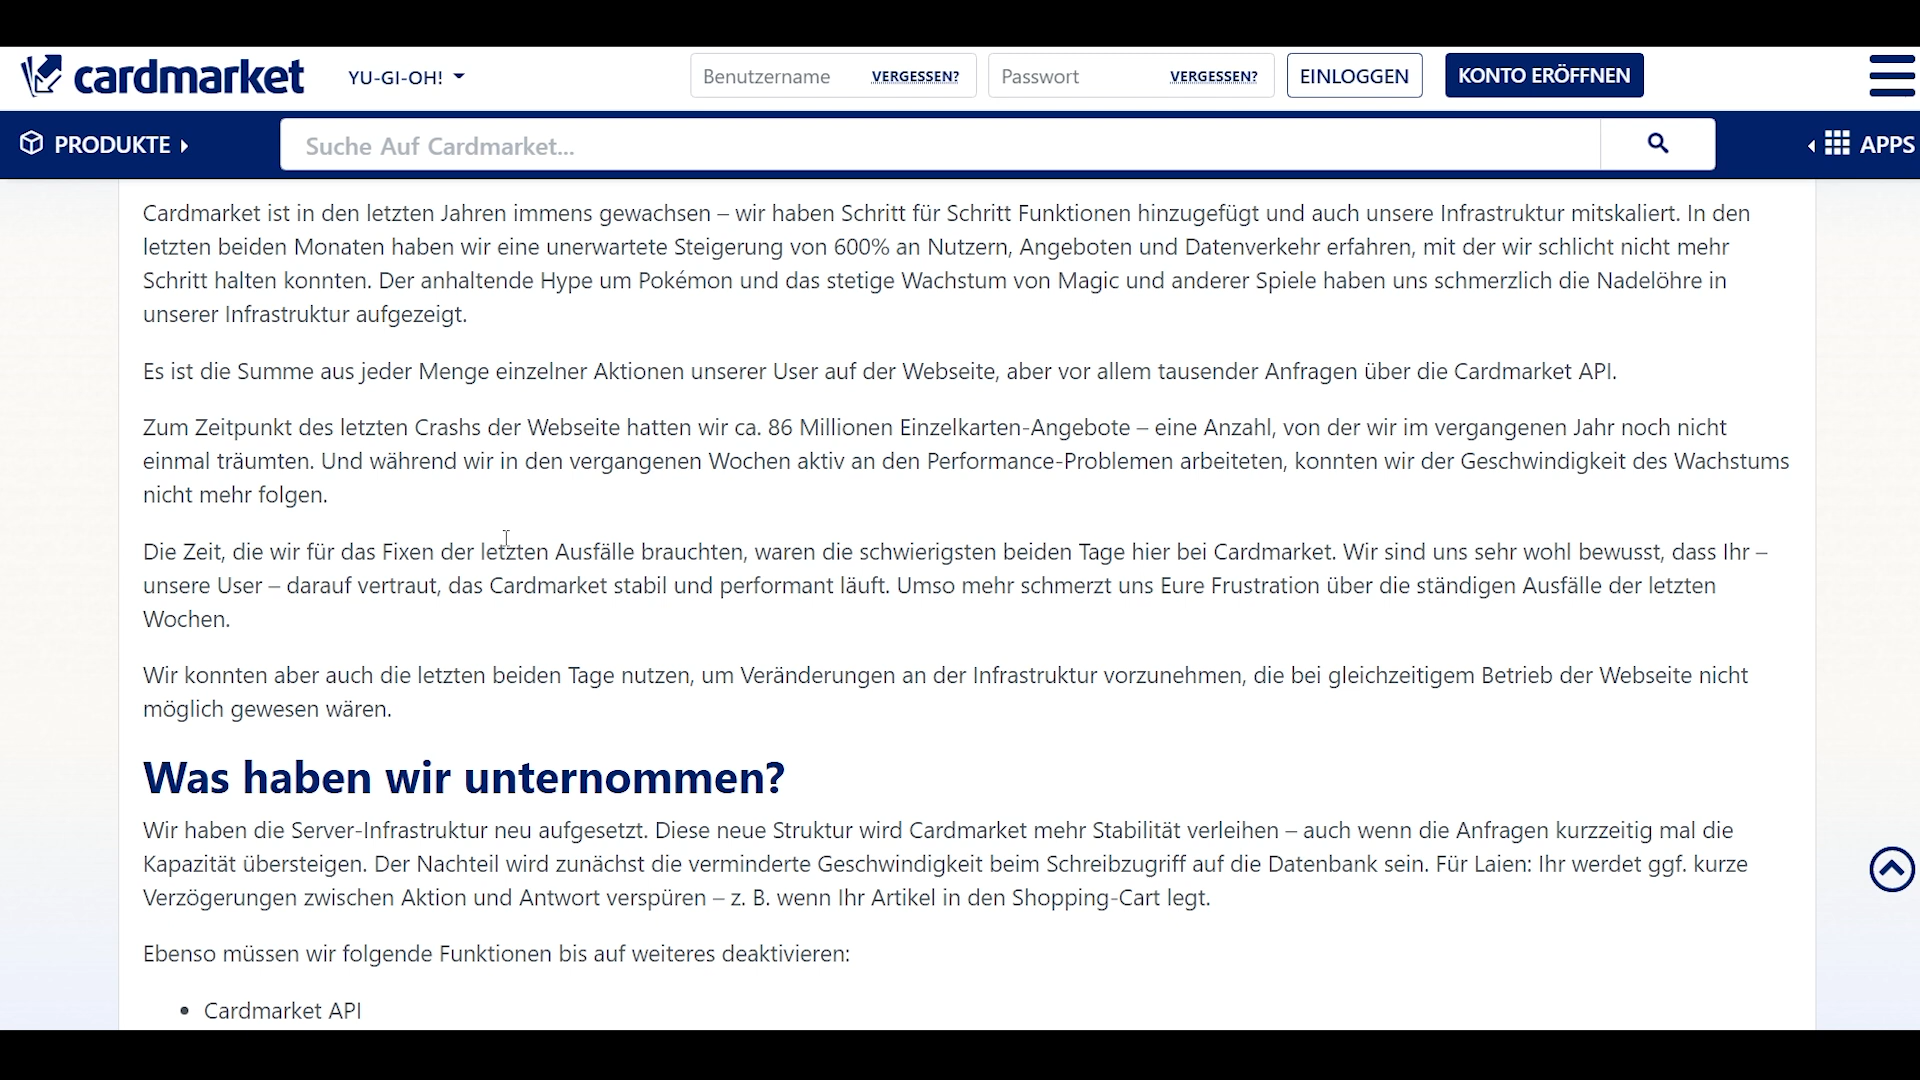 cardmarket YU-GI-OH! Benutzername VERGESSEN? Passwort VERGESSEN? EINLOGGEN KONTO ERÖFFNEN
PRODUKTE Suche Auf Cardmarket... APPS
Cardmarket ist in den letzten Jahren immens gewachsen – wir haben Schritt für Schritt Funktionen hinzugefügt und auch unsere Infrastruktur mitskaliert. In den
letzten beiden Monaten haben wir eine unerwartete Steigerung von 600% an Nutzern, Angeboten und Datenverkehr erfahren, mit der wir schlicht nicht mehr
Schritt halten konnten. Der anhaltende Hype um Pokémon und das stetige Wachstum von Magic und anderer Spiele haben uns schmerzlich die Nadelöhre in
unserer Infrastruktur aufgezeigt.
Es ist die Summe aus jeder Menge einzelner Aktionen unserer User auf der Webseite, aber vor allem tausender Anfragen über die Cardmarket API.
Zum Zeitpunkt des letzten Crashs der Webseite hatten wir ca. 86 Millionen Einzelkarten-Angebote – eine Anzahl, von der wir im vergangenen Jahr noch nicht
einmal träumten. Und während wir in den vergangenen Wochen aktiv an den Performance-Problemen arbeiteten, konnten wir der Geschwindigkeit des Wachstums
nicht mehr folgen.
Die Zeit, die wir für das Fixen der letzten Ausfälle brauchten, waren die schwierigsten beiden Tage hier bei Cardmarket. Wir sind uns sehr wohl bewusst, dass Ihr –
unsere User – darauf vertraut, das Cardmarket stabil und performant läuft. Umso mehr schmerzt uns Eure Frustration über die ständigen Ausfälle der letzten
Wochen.
Wir konnten aber auch die letzten beiden Tage nutzen, um Veränderungen an der Infrastruktur vorzunehmen, die bei gleichzeitigem Betrieb der Webseite nicht
möglich gewesen wären.
Was haben wir unternommen?
Wir haben die Server-Infrastruktur neu aufgesetzt. Diese neue Struktur wird Cardmarket mehr Stabilität verleihen – auch wenn die Anfragen kurzzeitig mal die
Kapazität übersteigen. Der Nachteil wird zunächst die verminderte Geschwindigkeit beim Schreibzugriff auf die Datenbank sein. Für Laien: Ihr werdet ggf. kurze
Verzögerungen zwischen Aktion und Antwort verspüren – z. B. wenn Ihr Artikel in den Shopping-Cart legt.
Ebenso müssen wir folgende Funktionen bis auf weiteres deaktivieren:
• Cardmarket API